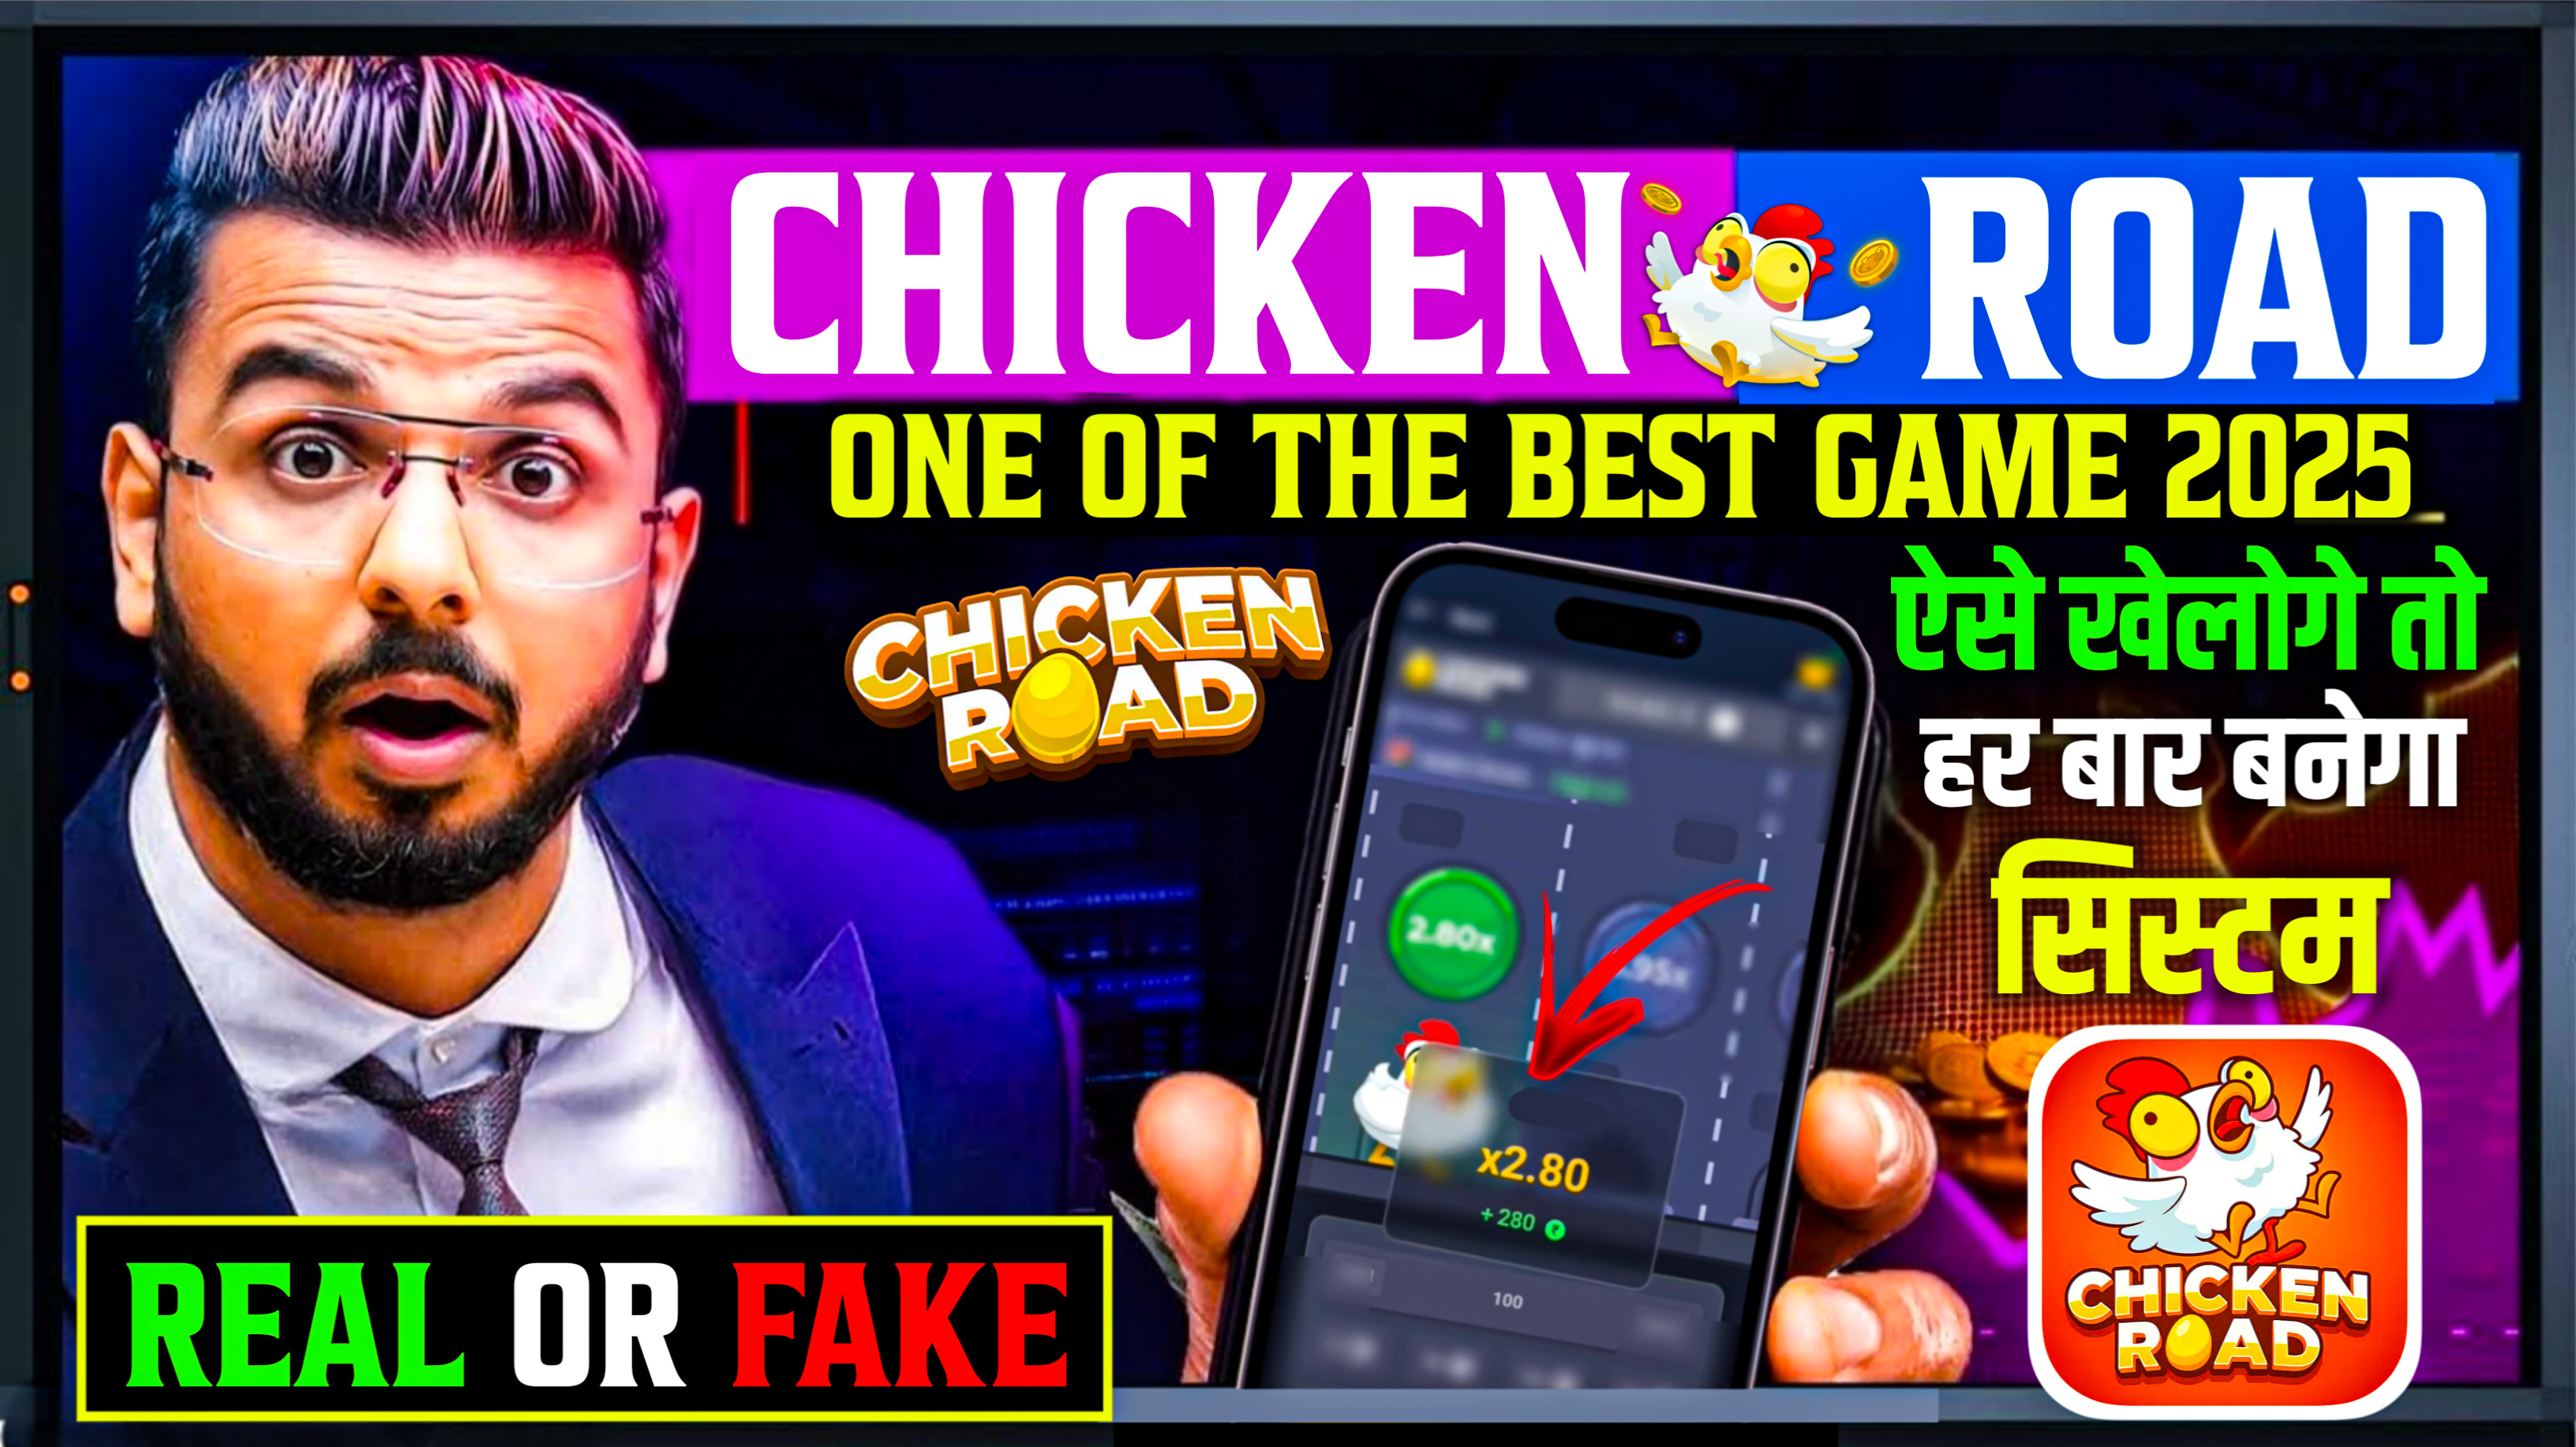 CHICKEN ROAD
ONE OF THE BEST GAME 2025
ऐसे खेलोगे तो
हर बार बनेगा
सिस्टम
CHICKEN
ROAD
2.80x
x2.80
+280
100
CHICKEN
ROAD
REAL OR FAKE